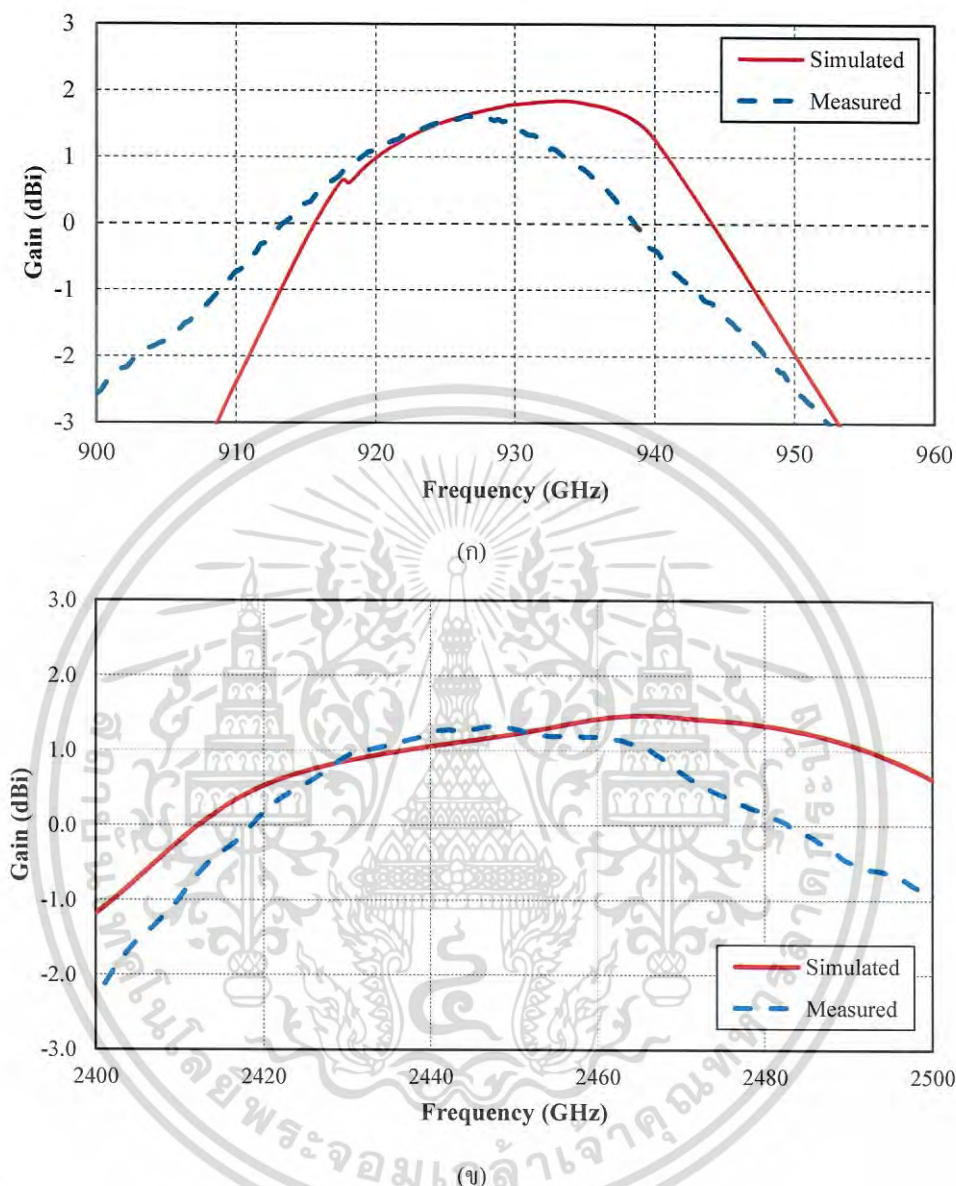 3
2
1
0
-1
-2
-3
Gain (dBi)
Simulated
Measured
900 910 920 930 940 950 960
Frequency (GHz)
(ก)
3.0
2.0
1.0
0.0
-1.0
-2.0
-3.0
Gain (dBi)
Simulated
Measured
2400 2420 2440 2460 2480 2500
Frequency (GHz)
(ข)